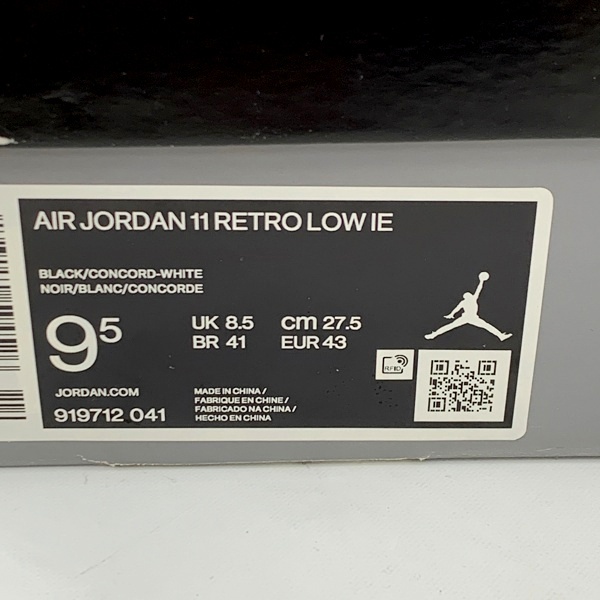 AIR JORDAN 11 RETRO LOW IE
BLACK/CONCORD-WHITE
NOIR/BLANC/CONCORDE
9⁵
UK 8.5 cm 27.5
BR 41 EUR 43
RFID
JORDAN.COM
919712 041
MADE IN CHINA /
FABRIQUE EN CHINE /
FABRICADO NA CHINA /
HECHO EN CHINA